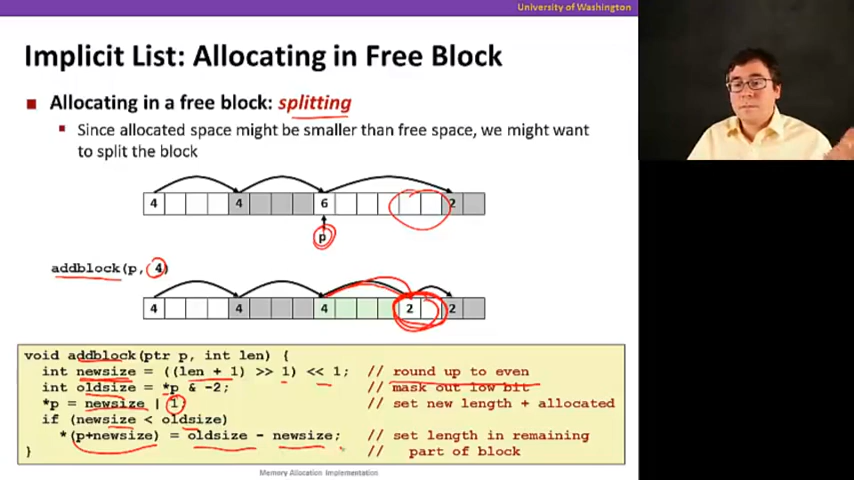 University of Washington
Implicit List: Allocating in Free Block
Allocating in a free block: splitting
Since allocated space might be smaller than free space, we might want
to split the block
4 4 6 2
p
addblock(p, 4)
4 4 4 2 2
void addblock(ptr p, int len) {
int newsize = ((len + 1) >> 1) << 1; // round up to even
int oldsize = *p & -2; // mask out low bit
*p = newsize | 1; // set new length + allocated
if (newsize < oldsize)
*(p+newsize) = oldsize - newsize; // set length in remaining
} // part of block
Memory Allocation Implementation